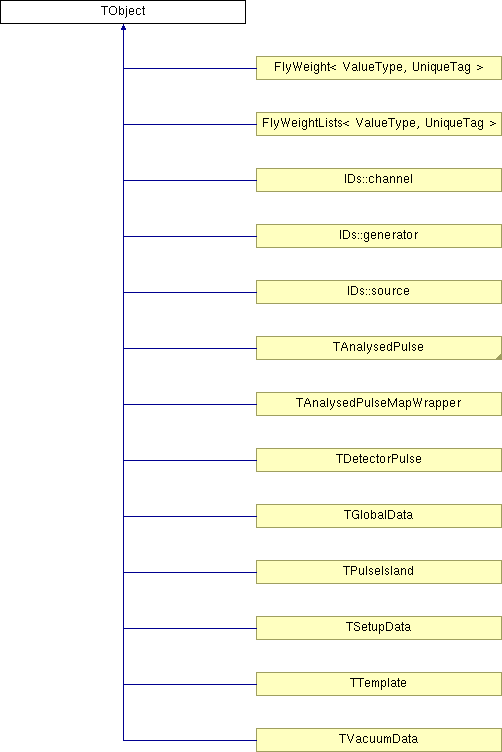 TObject
FlyWeight< ValueType, UniqueTag >
FlyWeightLists< ValueType, UniqueTag >
IDs::channel
IDs::generator
IDs::source
TAnalysedPulse
TAnalysedPulseMapWrapper
TDetectorPulse
TGlobalData
TPulseIsland
TSetupData
TTemplate
TVacuumData